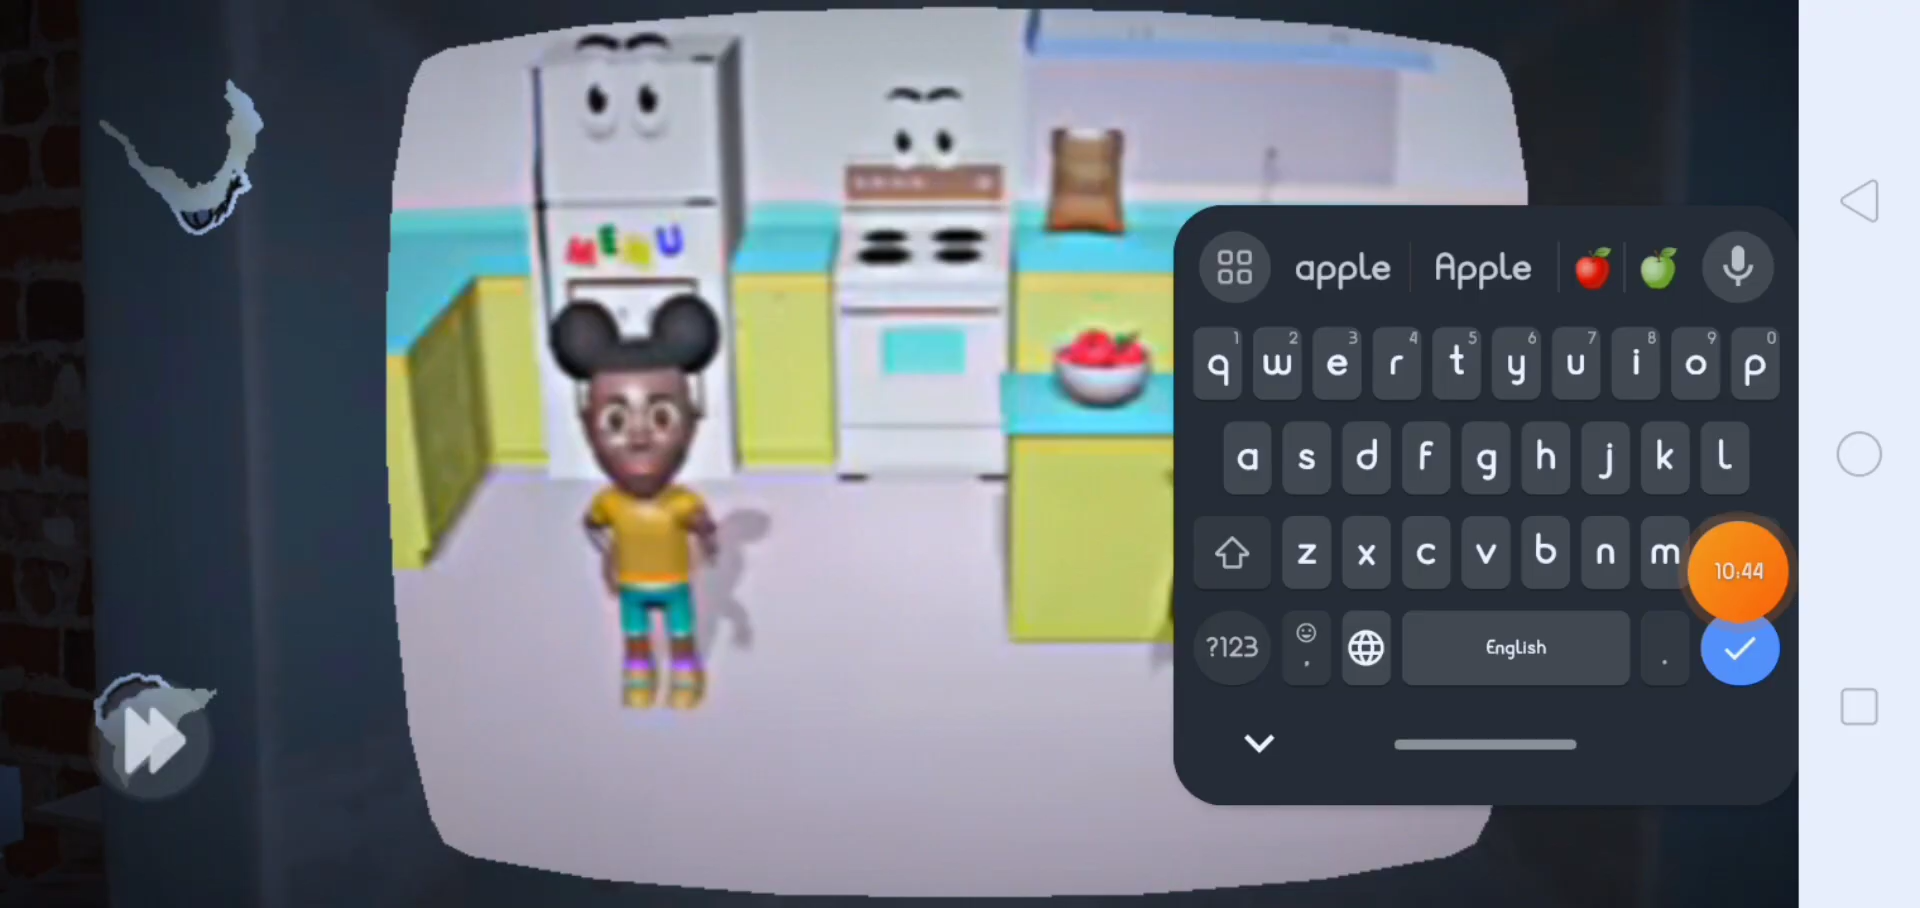 MENU
apple Apple
1 2 3 4 5 6 7 8 9 0
q w e r t y u i o p
a s d f g h j k l
z x c v b n m
10:44
?123 , English .